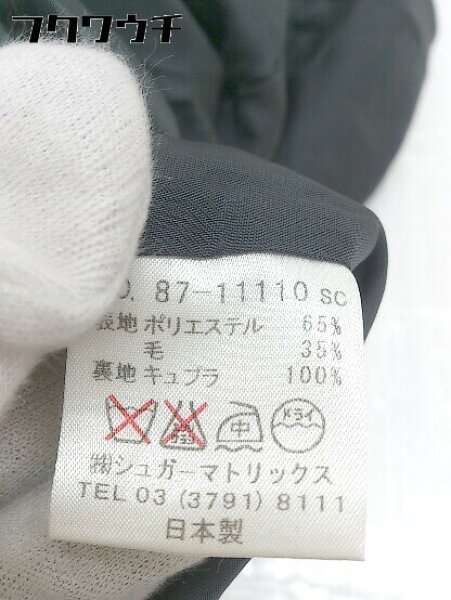 フクワウチ
O. 87-11110 SC
表地 ポリエステル 65%
毛 35%
裏地 キュプラ 100%
中 ドライ
㈱シュガーマトリックス
TEL 03 (3791) 8111
日本製